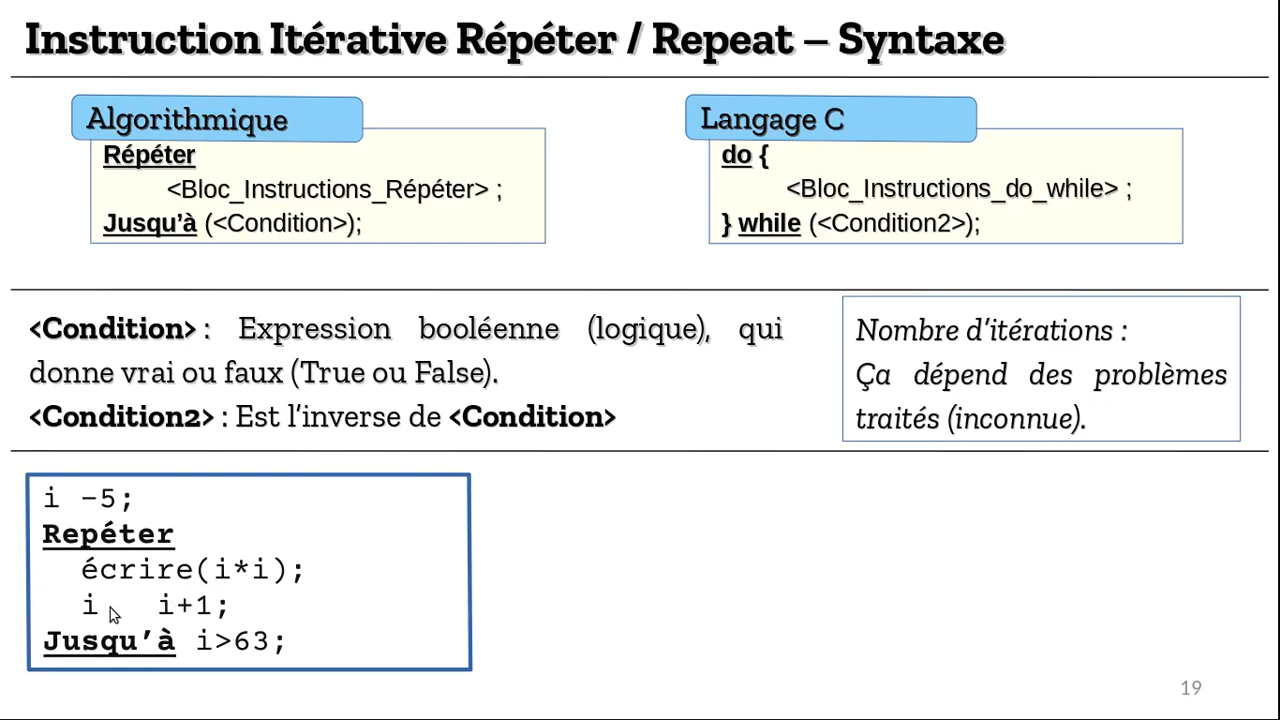 Instruction Itérative Répéter / Repeat – Syntaxe
Algorithmique
Répéter
<Bloc_Instructions_Répéter> ;
Jusqu’à (<Condition>);
Langage C
do {
<Bloc_Instructions_do_while> ;
} while (<Condition2>);
<Condition> : Expression booléenne (logique), qui
donne vrai ou faux (True ou False).
<Condition2> : Est l’inverse de <Condition>
Nombre d’itérations :
Ça dépend des problèmes
traités (inconnue).
i -5;
Repéter
écrire(i*i);
i i+1;
Jusqu’à i>63;
19